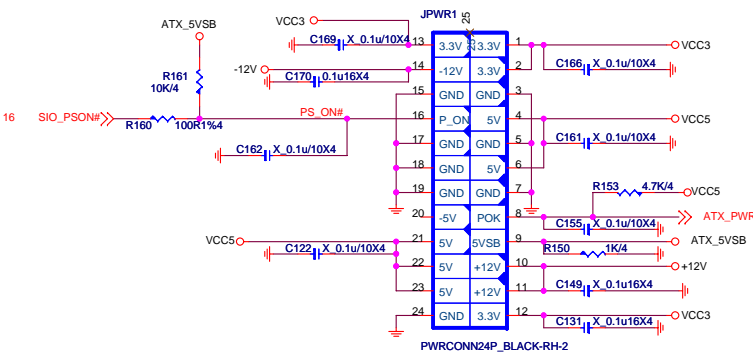 JPWR1
25
25 X
VCC3
ATX_5VSB
C169 X_0.1u/10X4
13 3.3V 3.3V 1 VCC3
-12V
14 -12V 3.3V 2
C170 0.1u16X4
C166 X_0.1u/10X4
R161
10K/4
15 GND GND 3
16 SIO_PSON# PS_ON# 16 P_ON 5V 4 VCC5
R160 100R1%4
17 GND GND 5
C161 X_0.1u/10X4
C162 X_0.1u/10X4
18 GND 5V 6
19 GND GND 7
R153 4.7K/4 VCC5
20 -5V POK 8 ATX_PWR
C155 X_0.1u/10X4
VCC5 21 5V 5VSB 9 ATX_5VSB
C122 X_0.1u/10X4
R150 1K/4
22 5V +12V 10 +12V
23 5V +12V 11
C149 X_0.1u16X4
24 GND 3.3V 12 VCC3
C131 X_0.1u16X4
PWRCONN24P_BLACK-RH-2